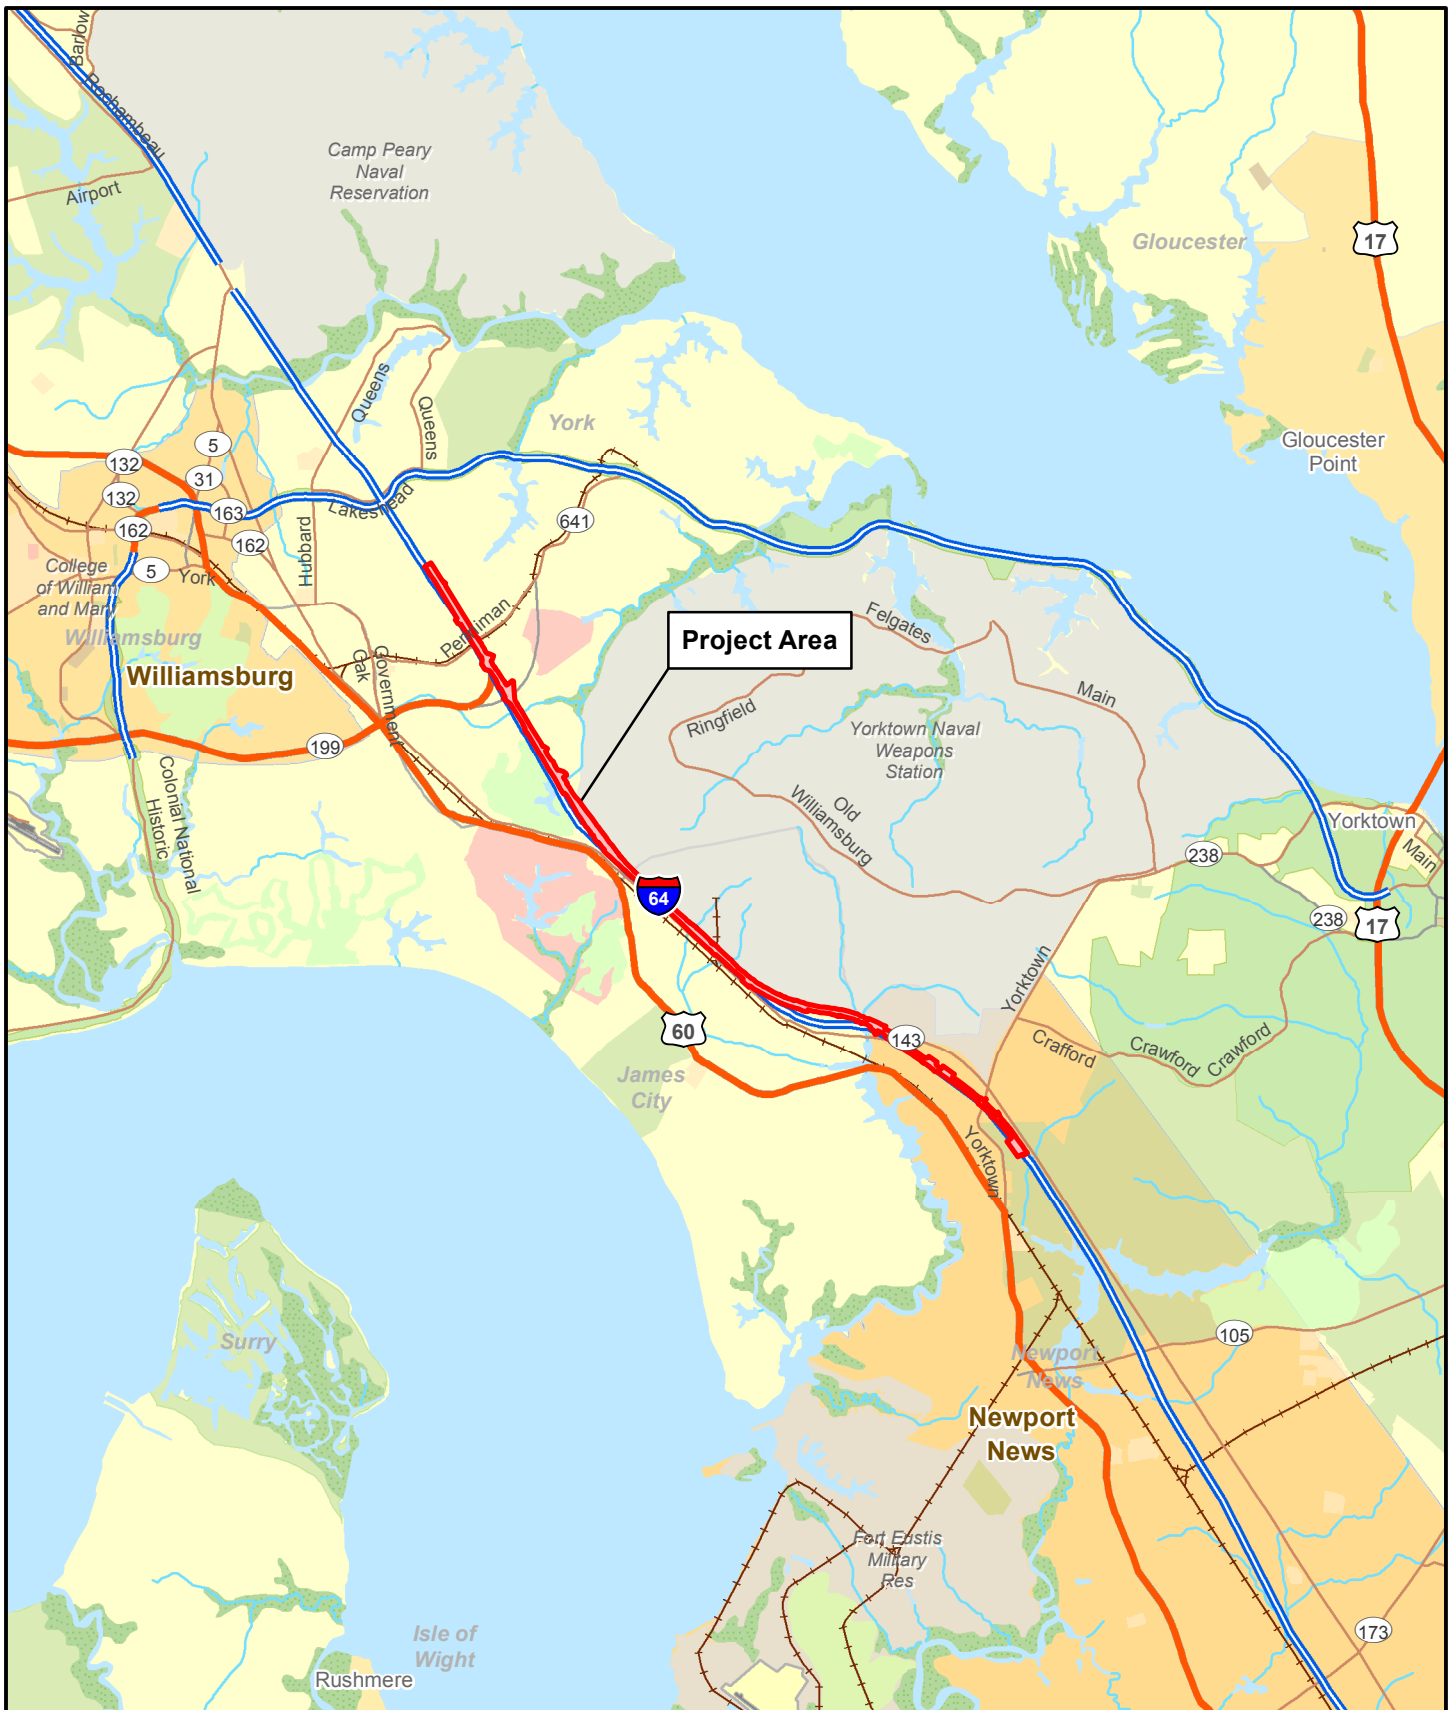 Barlow
Rochambeau
Airport
Camp Peary
Naval
Reservation
Gloucester
17
Queens
Queens
York
Gloucester
Point
5
132
31
132
163
Lakeshead
641
162
162
Hubbard
College
of William
and Mary
5
York
Williamsburg
Williamsburg
Penniman
Oak
Government
Project Area
Felgates
Ringfield
Main
Yorktown Naval
Weapons
Station
199
Colonial National
Historic
Old
Williamsburg
Yorktown
Main
238
64
238
17
Yorktown
60
143
Crafford
Crawford
Crawford
James
City
Yorktown
Surry
105
Newport
News
Newport
News
Fort Eustis
Military
Res
Isle of
Wight
173
Rushmere